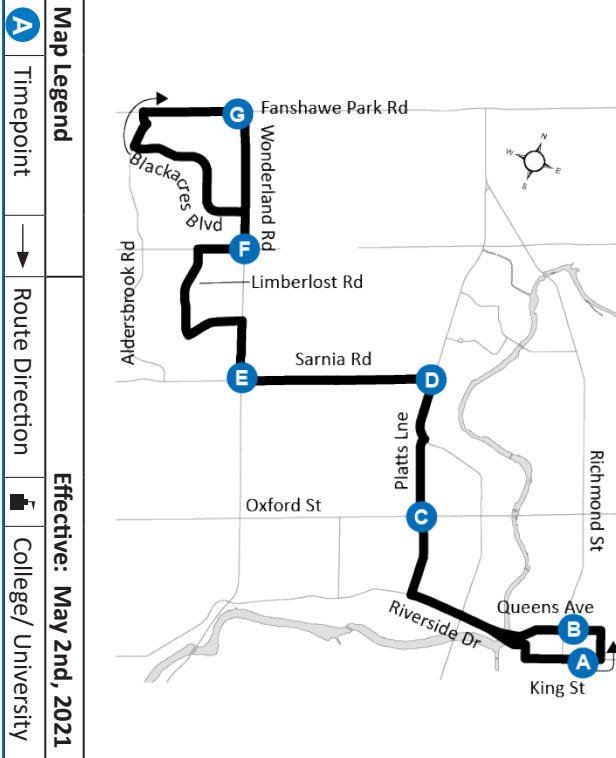 Map Legend
Effective: May 2nd, 2021
A
Timepoint
Route Direction
College/ University
G
Fanshawe Park Rd
Wonderland Rd
Blackacres Blvd
F
Limberlost Rd
Aldersbrook Rd
N
W
E
S
Sarnia Rd
E
D
Platts Lne
Richmond St
Oxford St
C
Riverside Dr
Queens Ave
B
A
King St